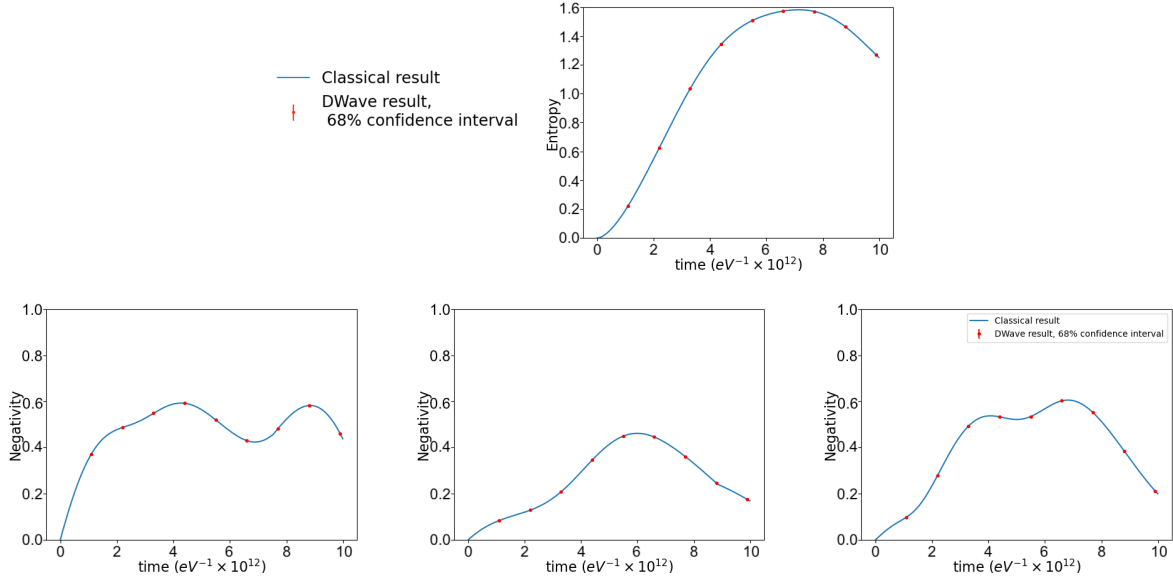 Classical result
DWave result,
68% confidence interval
1.6
1.4
1.2
1.0
0.8
0.6
0.4
0.2
0.0
Entropy
0 2 4 6 8 10
time (eV⁻¹ × 10¹²)
1.0
0.8
0.6
0.4
0.2
0.0
Negativity
0 2 4 6 8 10
time (eV⁻¹ × 10¹²)
1.0
0.8
0.6
0.4
0.2
0.0
Negativity
0 2 4 6 8 10
time (eV⁻¹ × 10¹²)
Classical result
DWave result, 68% confidence interval
1.0
0.8
0.6
0.4
0.2
0.0
Negativity
0 2 4 6 8 10
time (eV⁻¹ × 10¹²)